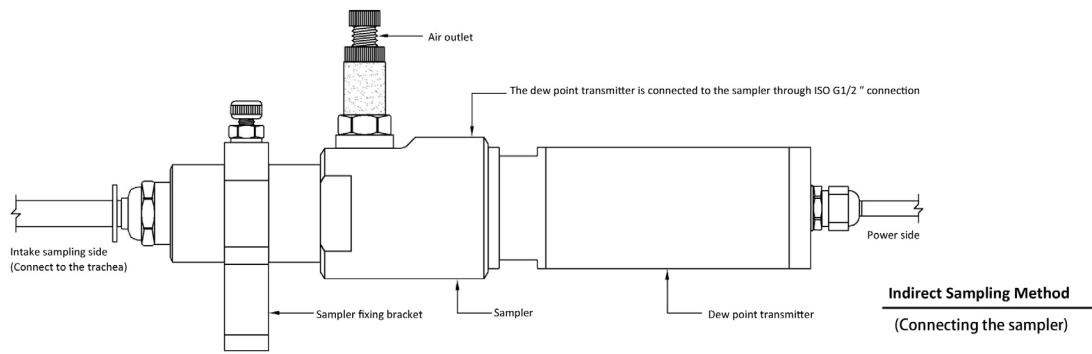 Air outlet
The dew point transmitter is connected to the sampler through ISO G1/2 " connection
Intake sampling side
(Connect to the trachea)
Power side
Sampler fixing bracket
Sampler
Dew point transmitter
Indirect Sampling Method
(Connecting the sampler)